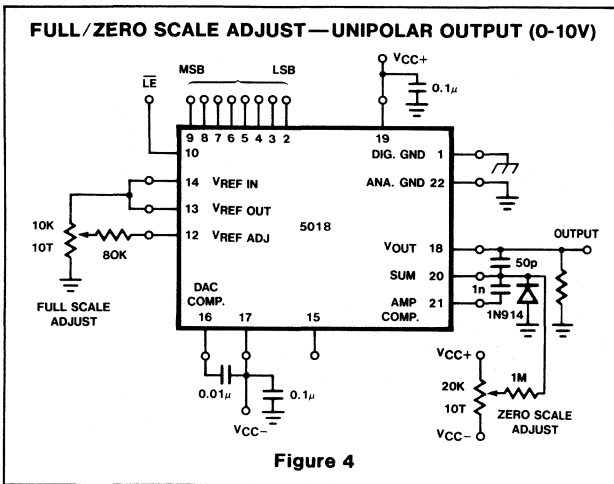 FULL/ZERO SCALE ADJUST—UNIPOLAR OUTPUT (0-10V)
VCC+
LE
MSB
LSB
0.1μ
9 8 7 6 5 4 3 2
19
10
DIG. GND 1
14 VREF IN
ANA. GND 22
13 VREF OUT
10K
10T
80K
12 VREF ADJ
5018
VOUT 18
OUTPUT
50p
SUM 20
1n
FULL SCALE
ADJUST
DAC
COMP.
AMP
COMP.
21
1N914
16
17
15
0.01μ
0.1μ
VCC−
VCC+
20K
10T
1M
ZERO SCALE
ADJUST
VCC−
Figure 4